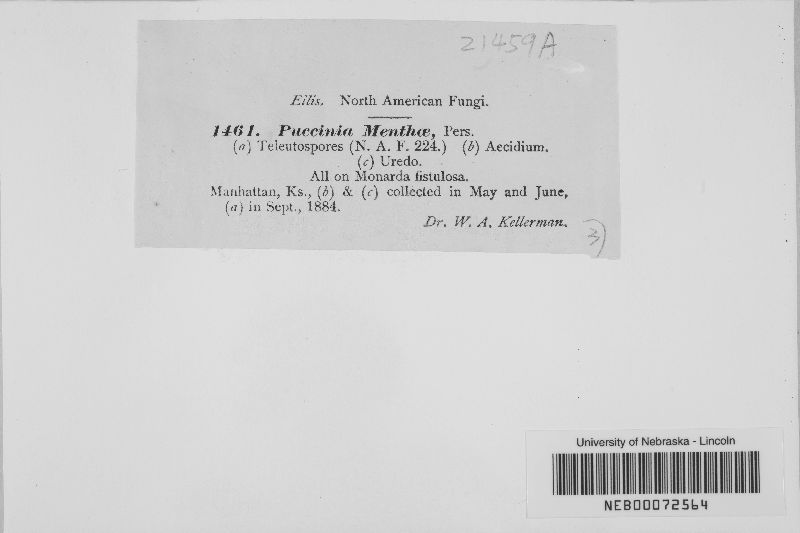 21459A
Ellis. North American Fungi.
1461. Puccinia Menthæ, Pers.
(a) Teleutospores (N. A. F. 224.) (b) Aecidium.
(c) Uredo.
All on Monarda fistulosa.
Manhattan, Ks., (b) & (c) collected in May and June,
(a) in Sept., 1884.
Dr. W. A. Kellerman.
3)
University of Nebraska - Lincoln
NEB00072564